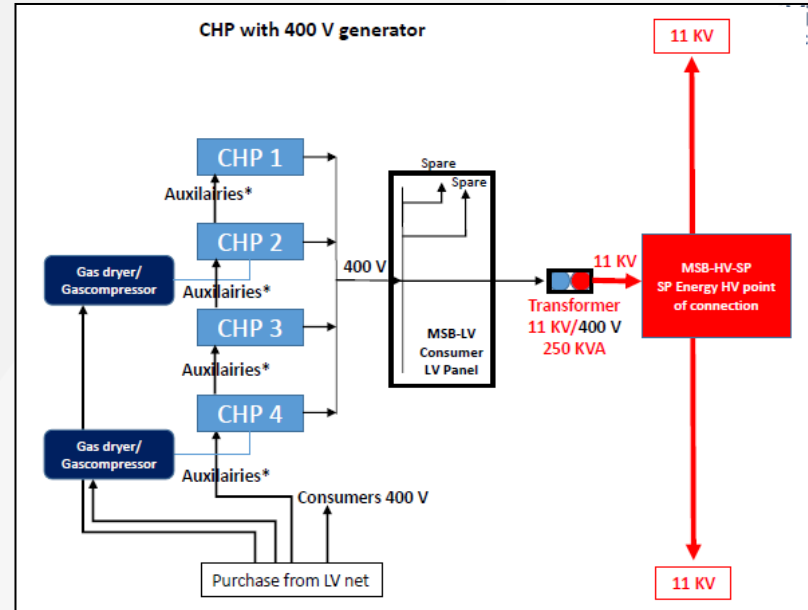 CHP with 400 V generator
11 KV
CHP 1
Auxilairies*
Spare
Spare
CHP 2
Gas dryer/
Gascompressor
Auxilairies*
400 V
11 KV
MSB-HV-SP
SP Energy HV point
of connection
Transformer
11 KV/400 V
250 KVA
CHP 3
MSB-LV
Consumer
LV Panel
Auxilairies*
CHP 4
Gas dryer/
Gascompressor
Auxilairies*
Consumers 400 V
Purchase from LV net
11 KV